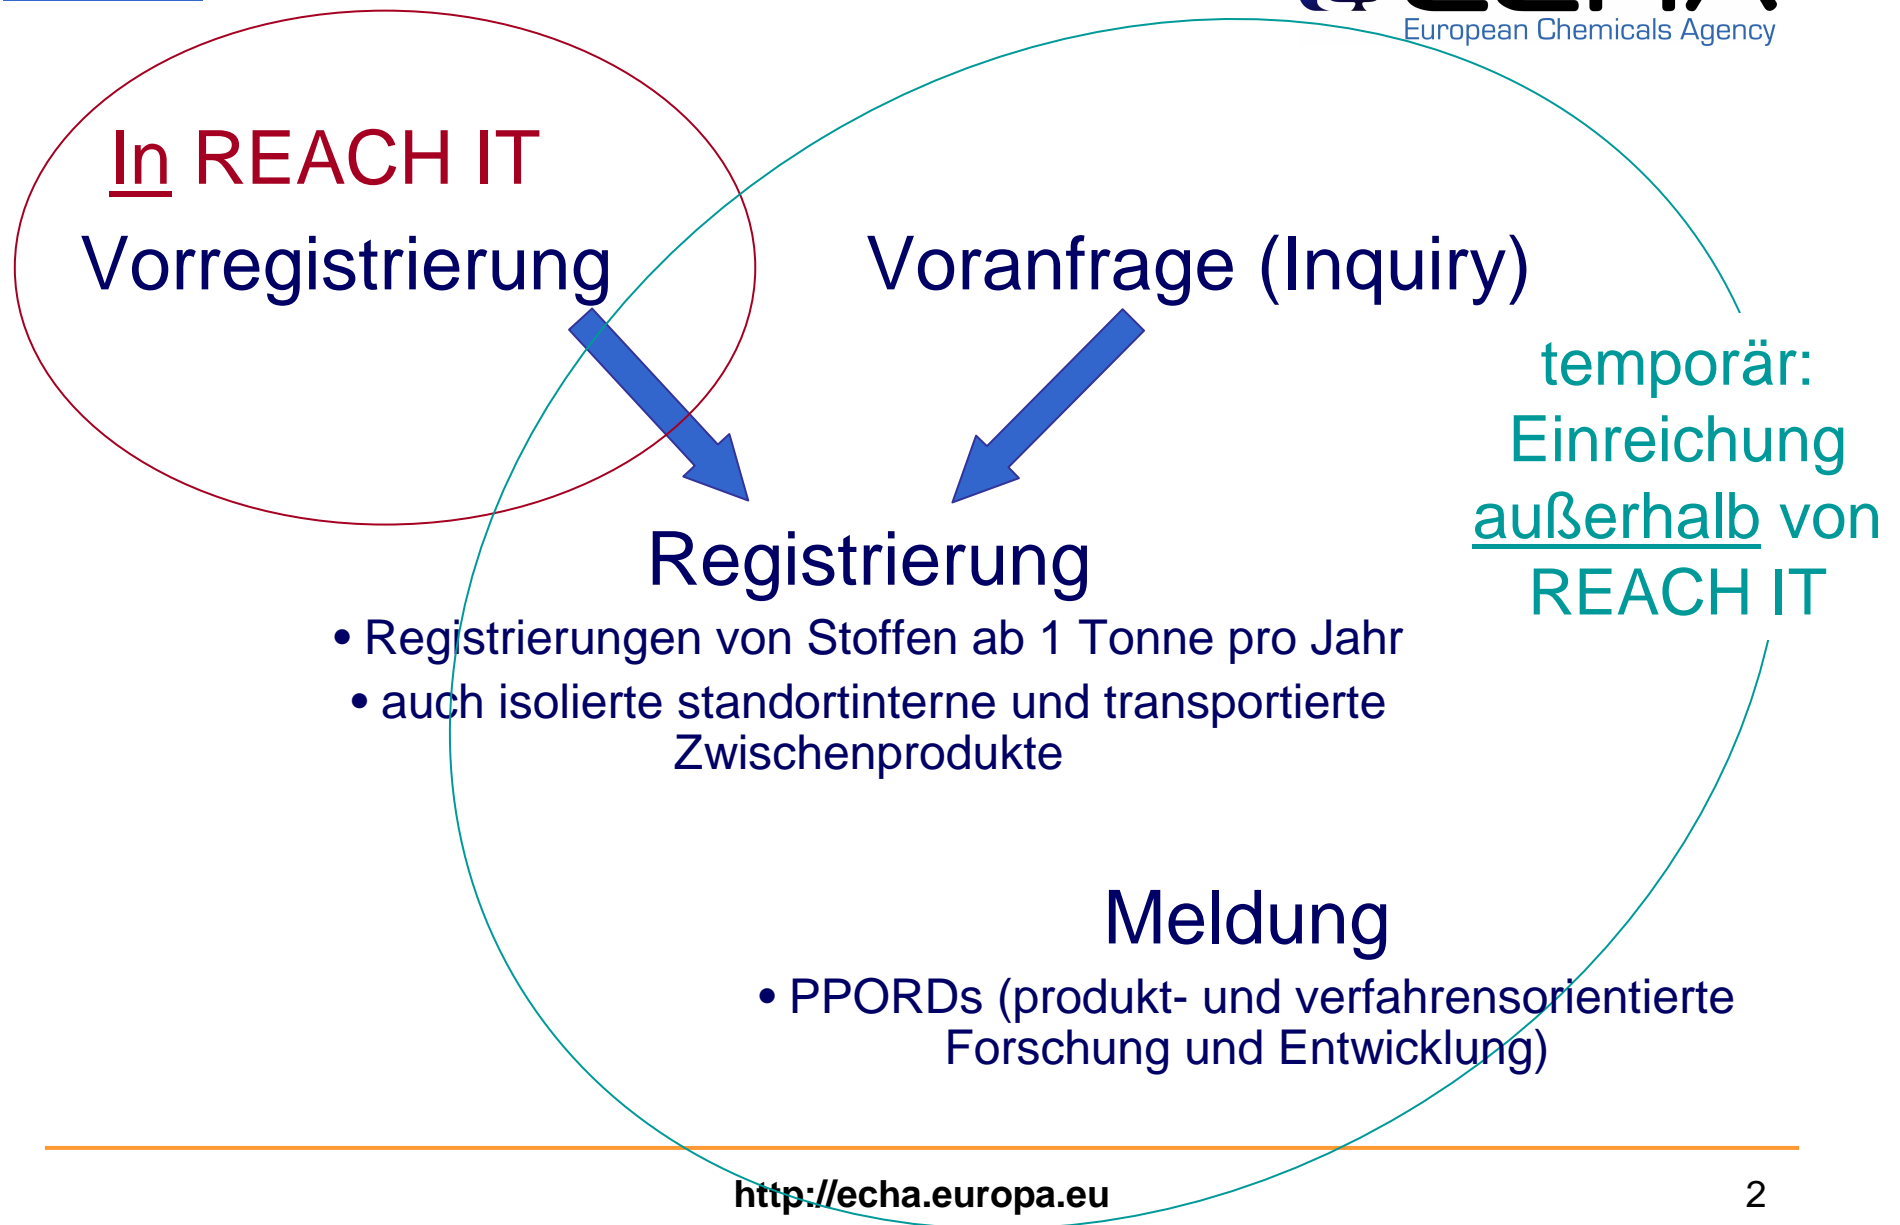 European Chemicals Agency
In REACH IT
Vorregistrierung
Voranfrage (Inquiry)
temporär:
Einreichung
außerhalb von
REACH IT
Registrierung
• Registrierungen von Stoffen ab 1 Tonne pro Jahr
• auch isolierte standortinterne und transportierte
Zwischenprodukte
Meldung
• PPORDs (produkt- und verfahrensorientierte
Forschung und Entwicklung)
http://echa.europa.eu
2